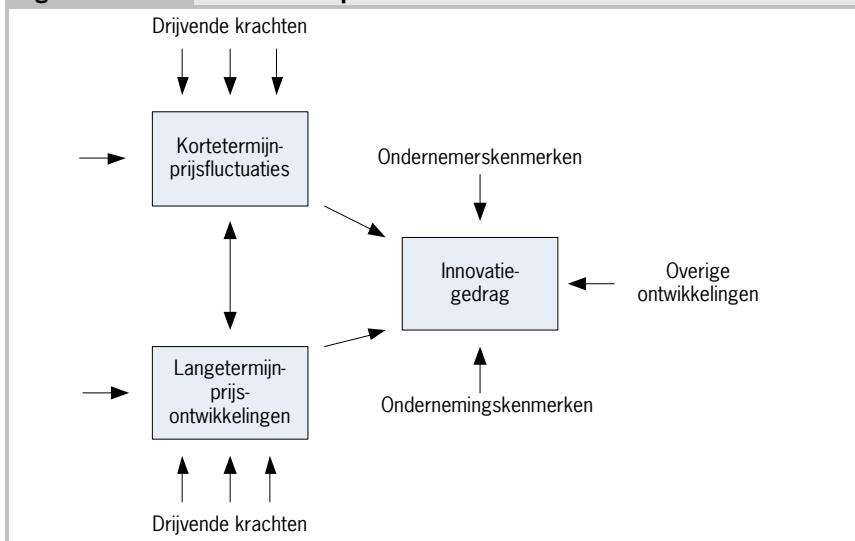 Drijvende krachten
Kortetermijn-
prijsfluctuaties
Ondernemerskenmerken
Innovatie-
gedrag
Overige
ontwikkelingen
Langetermijn-
prijs-
ontwikkelingen
Ondernemingskenmerken
Drijvende krachten